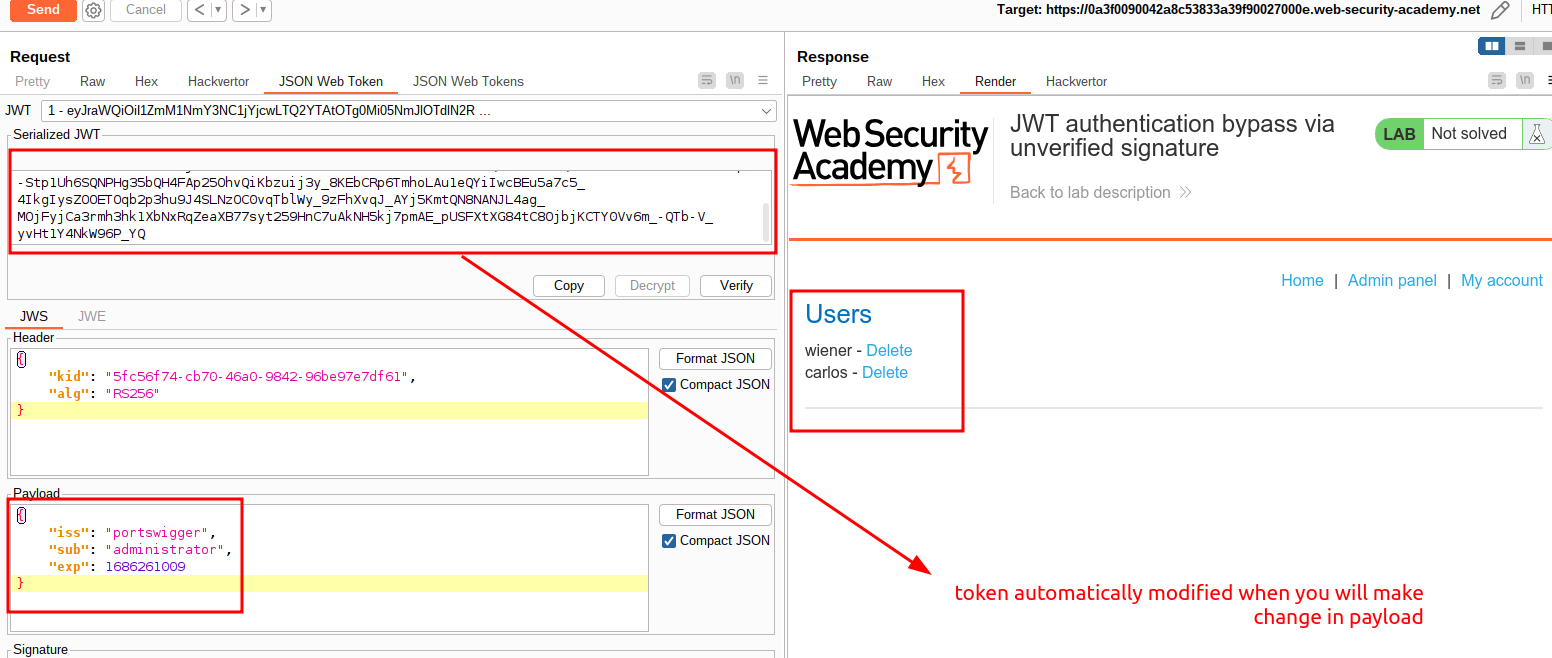 Send
Cancel
Target: https://0a3f0090042a8c53833a39f90027000e.web-security-academy.net
Request
Pretty Raw Hex Hackvertor JSON Web Token JSON Web Tokens
\n
JWT 1 - eyJraWQiOiI1ZmM1NmY3NC1jYjcwLTQ2YTAtOTg0Mi05NmJlOTdlN2R ...
Serialized JWT
-Stp1Uh6SQNPHg35bQH4FAp25OhvQiKbzuij3y_8KEbCRp6TmhoLAu1eQYiIwcBEu5a7c5_
4IkgIysZOOETOqb2p3hu9J4SLNzOC0vqTblWy_9zFhXvqJ_AYj5KmtQN8NANJL4ag_
MOjFyjCa3rmh3hk1XbNxRqZeaXB77syt259HnC7uAkNH5kj7pmAE_pUSFXtXG84tC8OjbjKCTY0Vv6m_-QTb-V_
yvHt1Y4NkW96P_YQ
Copy Decrypt Verify
JWS JWE
Header
{
"kid": "5fc56f74-cb70-46a0-9842-96be97e7df61",
"alg": "RS256"
}
Format JSON
Compact JSON
Payload
{
"iss": "portswigger",
"sub": "administrator",
"exp": 1686261009
}
Format JSON
Compact JSON
Signature
Response
Pretty Raw Hex Render Hackvertor
\n
Web Security
Academy
JWT authentication bypass via
unverified signature
Back to lab description
LAB Not solved
Home | Admin panel | My account
Users
wiener - Delete
carlos - Delete
token automatically modified when you will make
change in payload